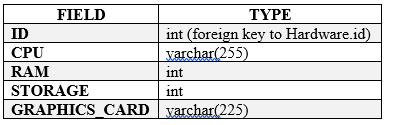 FIELD TYPE
ID int (foreign key to Hardware.id)
CPU varchar(255)
RAM int
STORAGE int
GRAPHICS_CARD varchar(225)